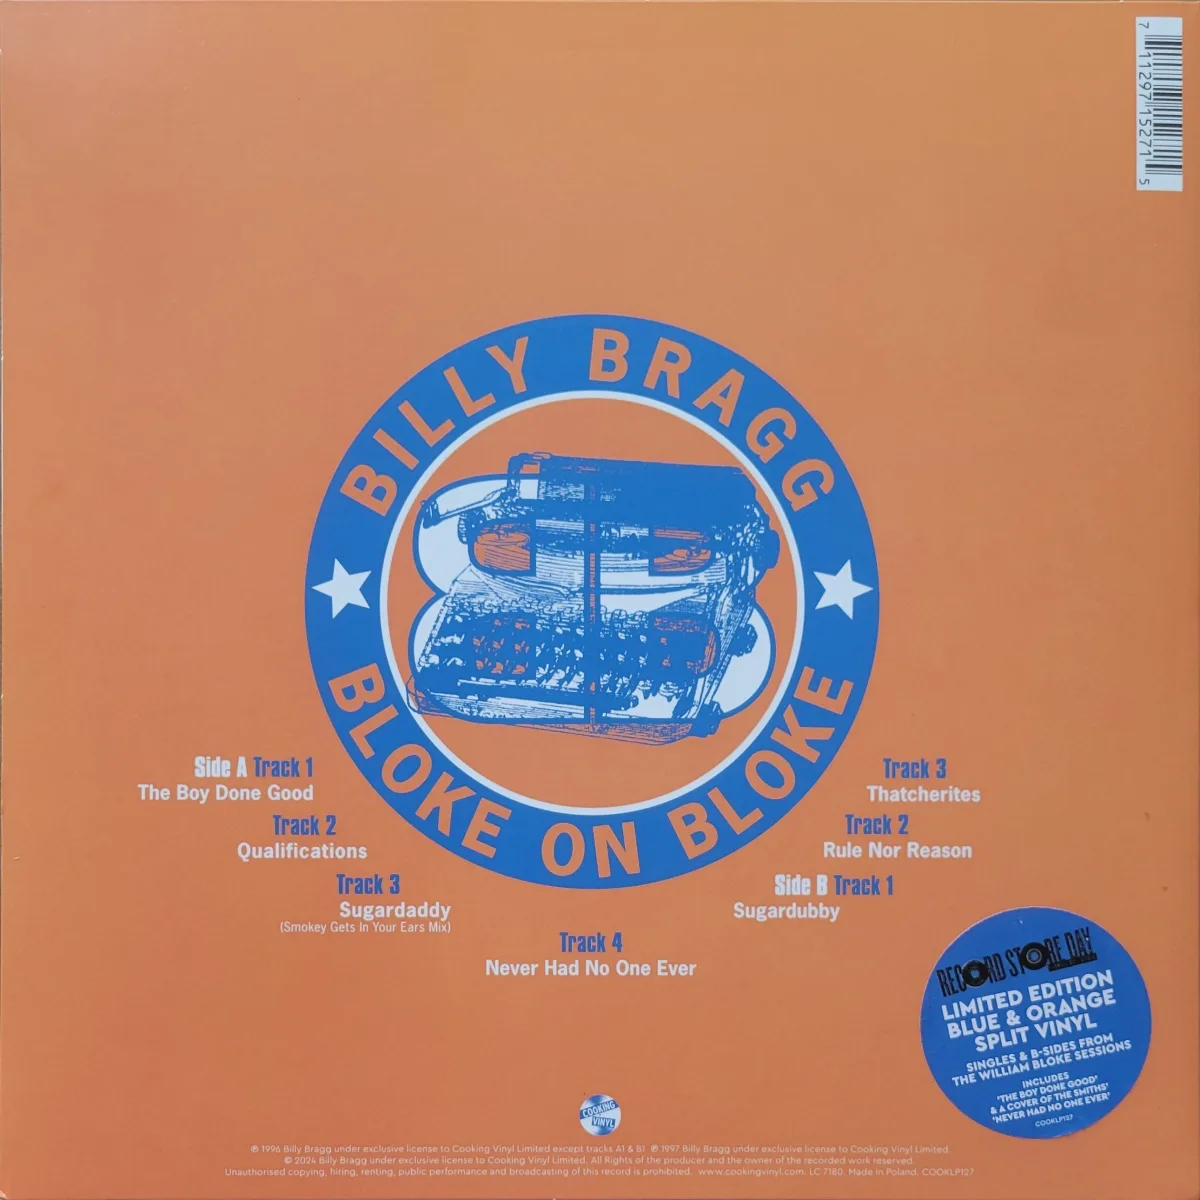 7 11297 15271 5
BILLY BRAGG
BLOKE ON BLOKE
Side A Track 1
The Boy Done Good
Track 2
Qualifications
Track 3
Sugardaddy
(Smokey Gets In Your Ears Mix)
Track 4
Never Had No One Ever
Side B Track 1
Sugardubby
Track 2
Rule Nor Reason
Track 3
Thatcherites
RECORD STORE DAY
LIMITED EDITION
BLUE & ORANGE
SPLIT VINYL
SINGLES & B-SIDES FROM
THE WILLIAM BLOKE SESSIONS
INCLUDES
'THE BOY DONE GOOD'
& A COVER OF THE SMITHS'
'NEVER HAD NO ONE EVER'
COOKLP127
COOKING
VINYL
℗ 1996 Billy Bragg under exclusive license to Cooking Vinyl Limited except tracks A1 & B1 ℗ 1997 Billy Bragg under exclusive license to Cooking Vinyl Limited.
© 2024 Billy Bragg under exclusive license to Cooking Vinyl Limited. All Rights of the producer and the owner of the recorded work reserved.
Unauthorised copying, hiring, renting, public performance and broadcasting of this record is prohibited. www.cookingvinyl.com. LC 7180. Made in Poland. COOKLP127